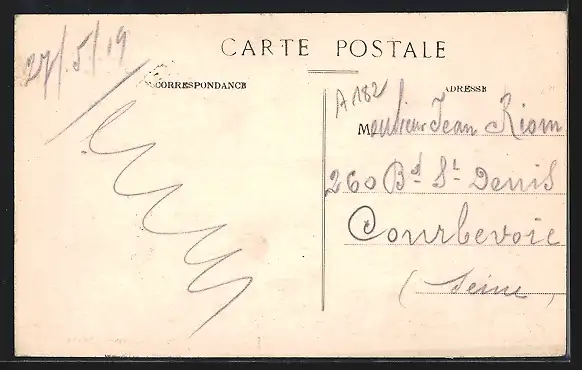 27/5/19
CARTE POSTALE
CORRESPONDANCE
ADRESSE
A 182
Monsieur Jean Riom
260 Bd St Denis
Courbevoie
(Seine)